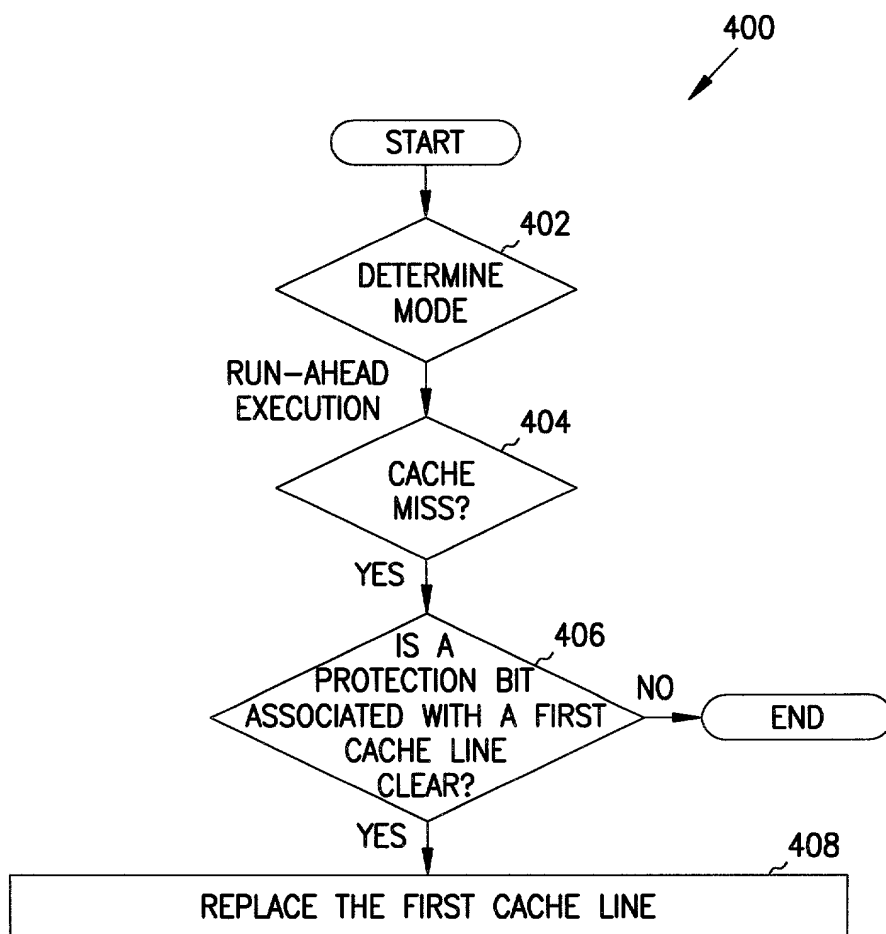 400
START
402
DETERMINE
MODE
RUN-AHEAD
EXECUTION
404
CACHE
MISS?
YES
406
IS A
PROTECTION BIT
ASSOCIATED WITH A FIRST
CACHE LINE
CLEAR?
NO
END
YES
408
REPLACE THE FIRST CACHE LINE